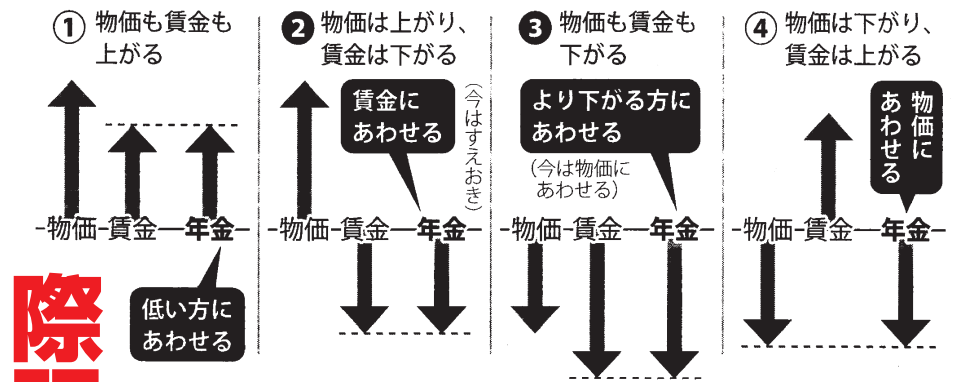 ① 物価も賃金も
上がる
低い方に
あわせる
物価 賃金 年金
② 物価は上がり、
賃金は下がる
賃金に
あわせる
(今はすえおき)
物価 賃金 年金
③ 物価も賃金も
下がる
より下がる方に
あわせる
(今は物価に
あわせる)
物価 賃金 年金
④ 物価は下がり、
賃金は上がる
物価に
あわせる
物価 賃金 年金
際